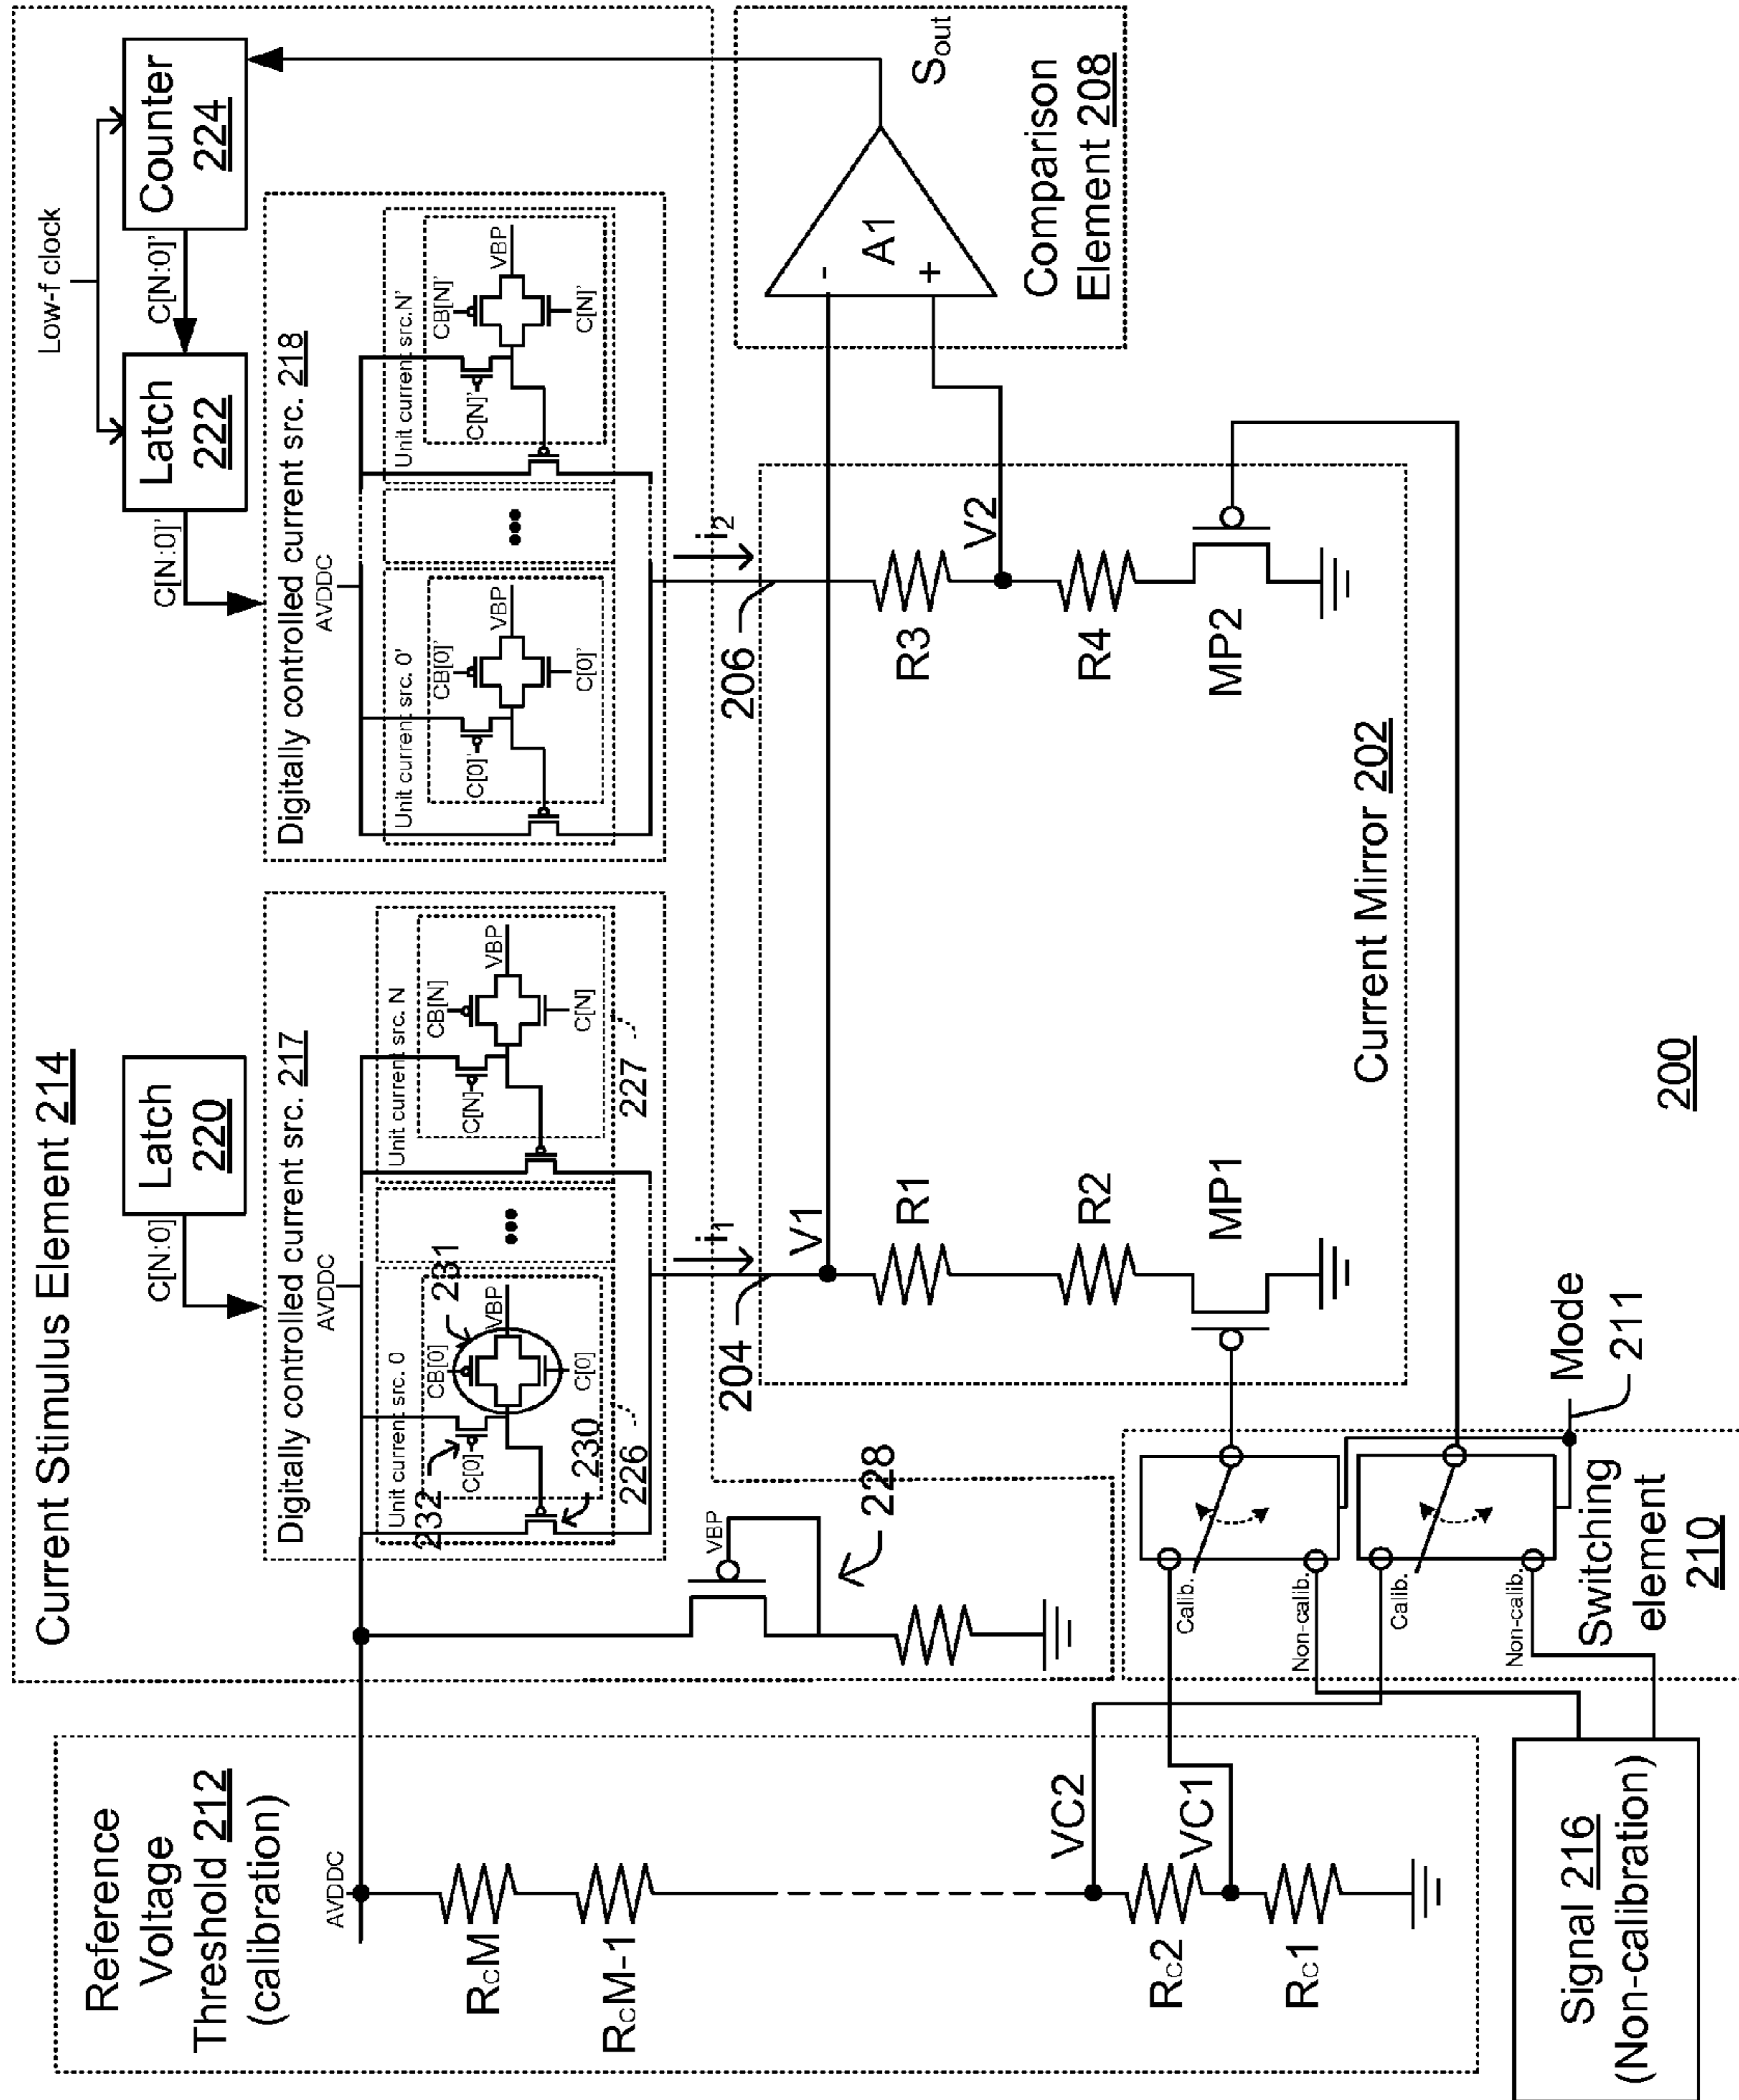 Current Stimulus Element 214
Low-f clock
Latch
220
Latch
222
Counter
224
C[N:0]
C[N:0]'
C[N:0]'
Digitally controlled current src. 217
AVDDC
Unit current src. 0
CB[0]
231
VBP
C[0]
232
C[0]
230
226
•••
Unit current src. N
CB[N]
VBP
C[N]
C[N]
227
Digitally controlled current src. 218
AVDDC
Unit current src. 0'
CB[0]'
VBP
C[0]'
C[0]'
•••
Unit current src.N'
CB[N]'
VBP
C[N]'
C[N]'
VBP
228
Reference
Voltage
Threshold 212
(calibration)
AVDDC
RCM
RCM-1
VC2
RC2
VC1
RC1
Signal 216
(Non-calibration)
Calib.
Non-calib.
Calib.
Non-calib.
Switching
element
210
Mode
211
204
i1
V1
R1
R2
MP1
206
i2
R3
V2
R4
MP2
Current Mirror 202
-
A1
+
Sout
Comparison
Element 208
200